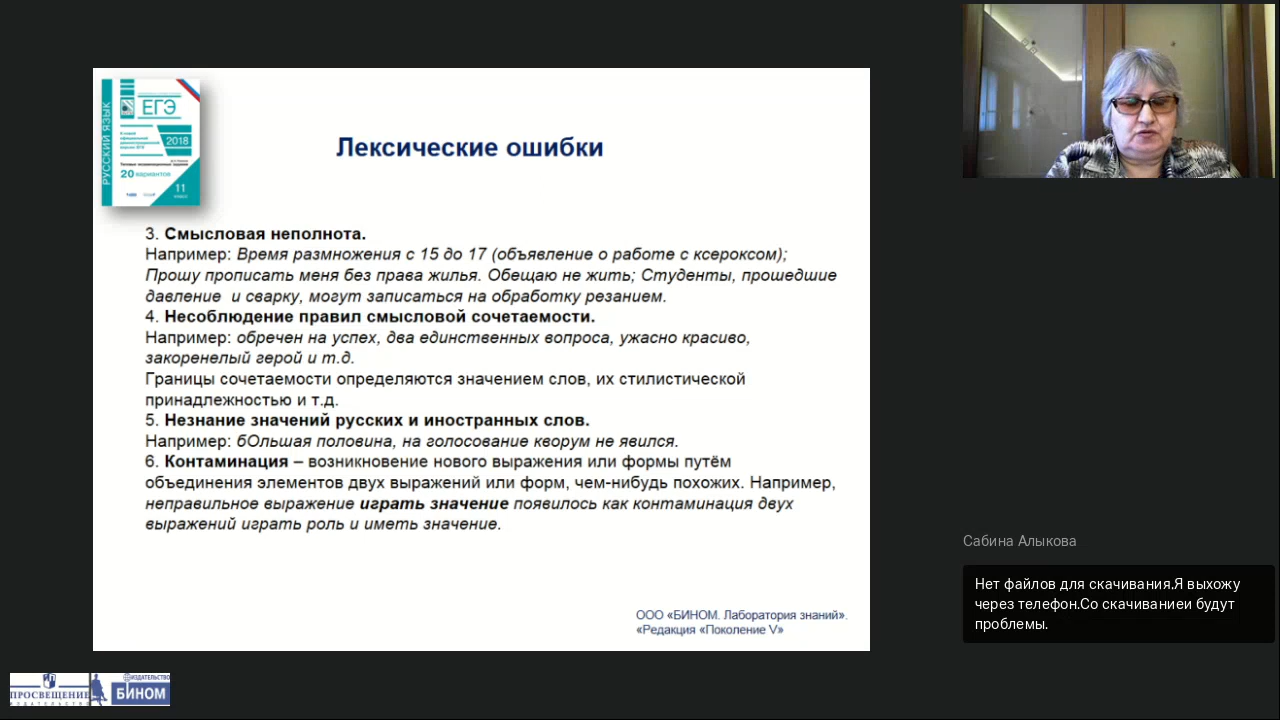 РУССКИЙ ЯЗЫК
ЕГЭ
2018
20 вариантов
11
Лексические ошибки
3. Смысловая неполнота.
Например: Время размножения с 15 до 17 (объявление о работе с ксероксом);
Прошу прописать меня без права жилья. Обещаю не жить; Студенты, прошедшие
давление и сварку, могут записаться на обработку резанием.
4. Несоблюдение правил смысловой сочетаемости.
Например: обречен на успех, два единственных вопроса, ужасно красиво,
закоренелый герой и т.д.
Границы сочетаемости определяются значением слов, их стилистической
принадлежностью и т.д.
5. Незнание значений русских и иностранных слов.
Например: бОльшая половина, на голосование кворум не явился.
6. Контаминация – возникновение нового выражения или формы путём
объединения элементов двух выражений или форм, чем-нибудь похожих. Например,
неправильное выражение играть значение появилось как контаминация двух
выражений играть роль и иметь значение.
ООО «БИНОМ. Лаборатория знаний».
«Редакция «Поколение V»
Сабина Алыкова
Нет файлов для скачивания.Я выхожу
через телефон.Со скачиваниеи будут
проблемы.
ПРОСВЕЩЕНИЕ
ИЗДАТЕЛЬСТВО
ИЗДАТЕЛЬСТВО
БИНОМ